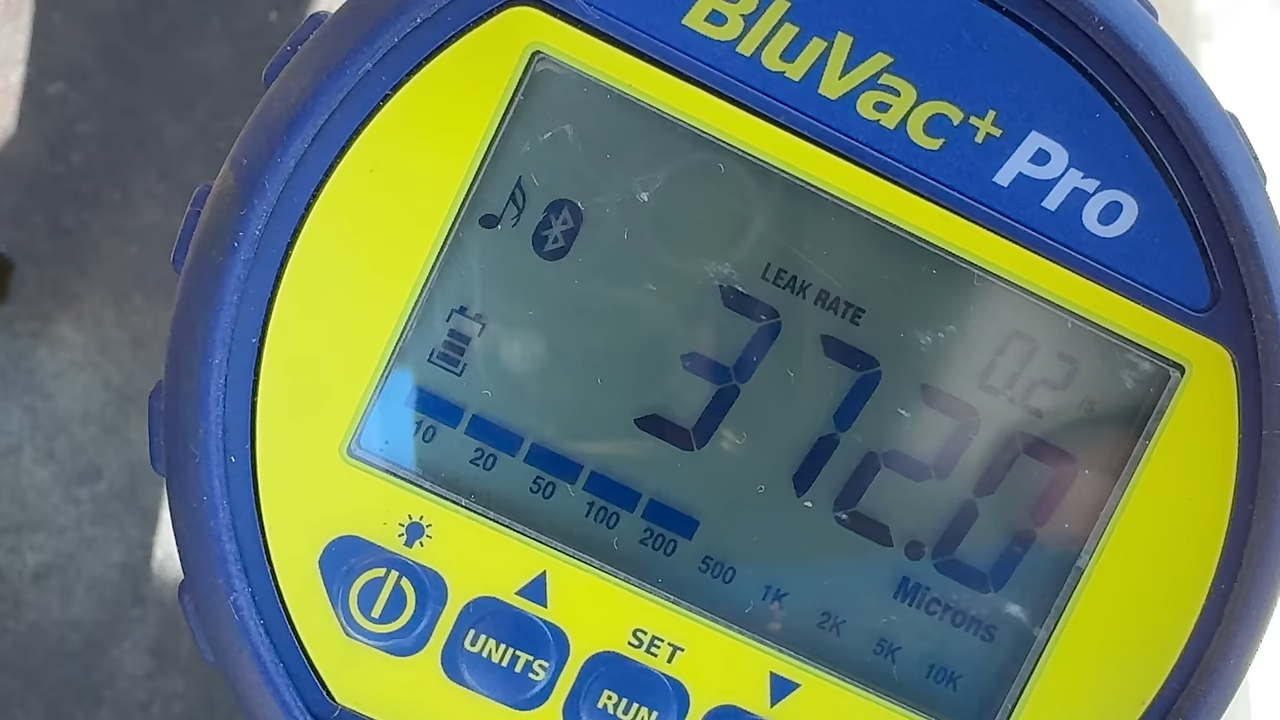 BluVac+ Pro
LEAK RATE
0.2 /s
372.0
Microns
10 20 50 100 200 500 1K 2K 5K 10K
SET
UNITS
RUN